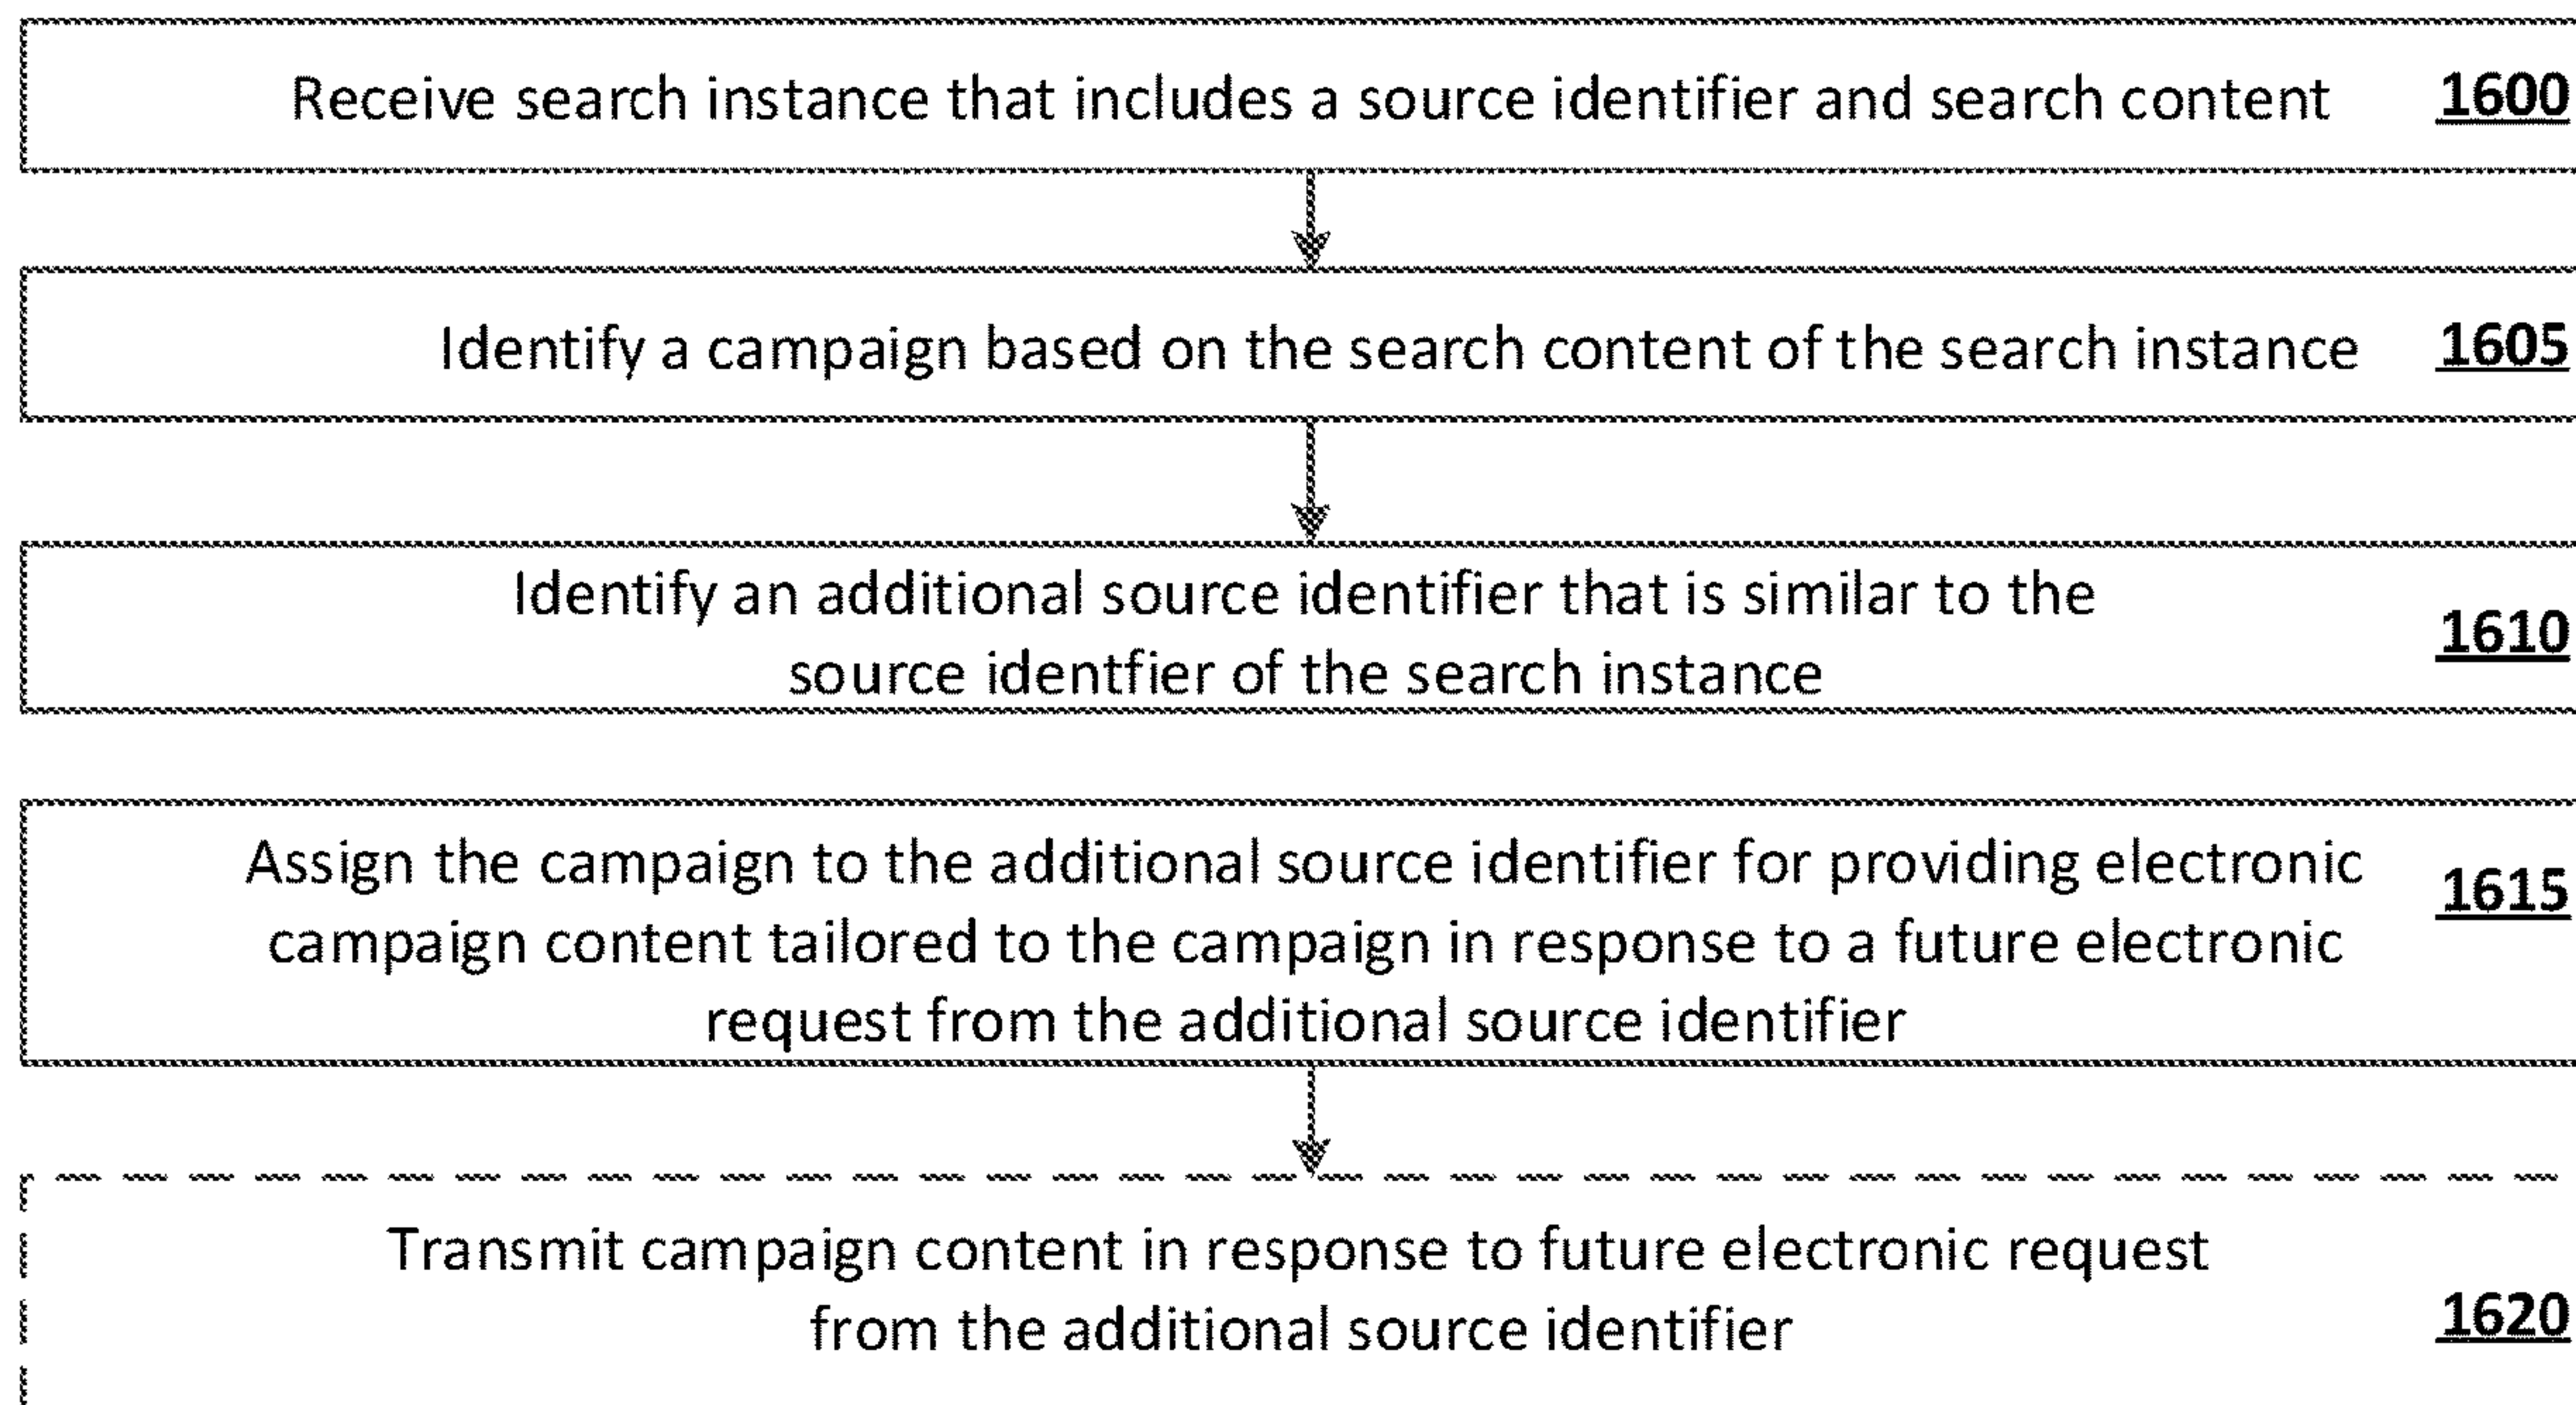 Receive search instance that includes a source identifier and search content 1600
Identify a campaign based on the search content of the search instance 1605
Identify an additional source identifier that is similar to the
source identfier of the search instance
1610
Assign the campaign to the additional source identifier for providing electronic
campaign content tailored to the campaign in response to a future electronic
request from the additional source identifier
1615
Transmit campaign content in response to future electronic request
from the additional source identifier
1620